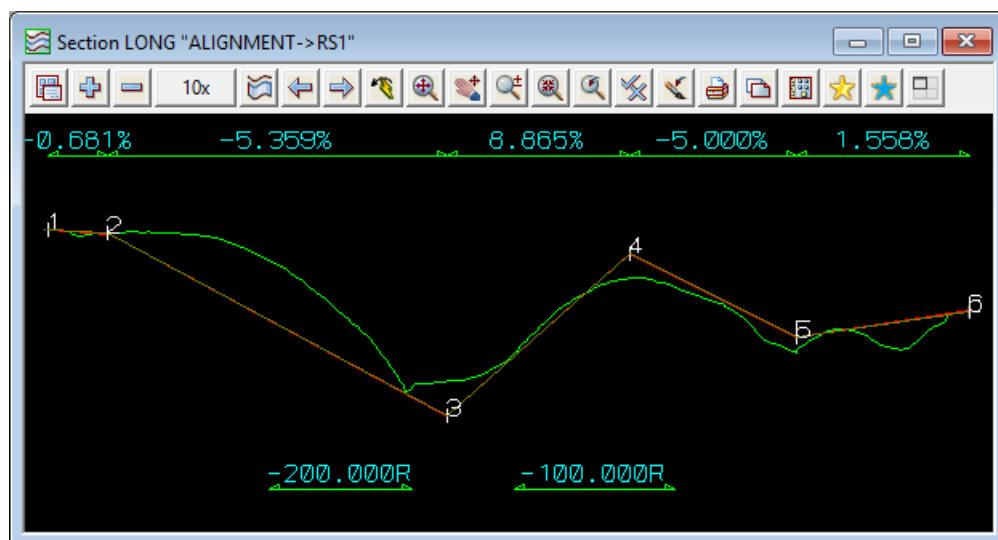 Section LONG "ALIGNMENT->RS1"
10x
-0.681% -5.359% 8.865% -5.000% 1.558%
1 2 3 4 5 6
-200.000R -100.000R